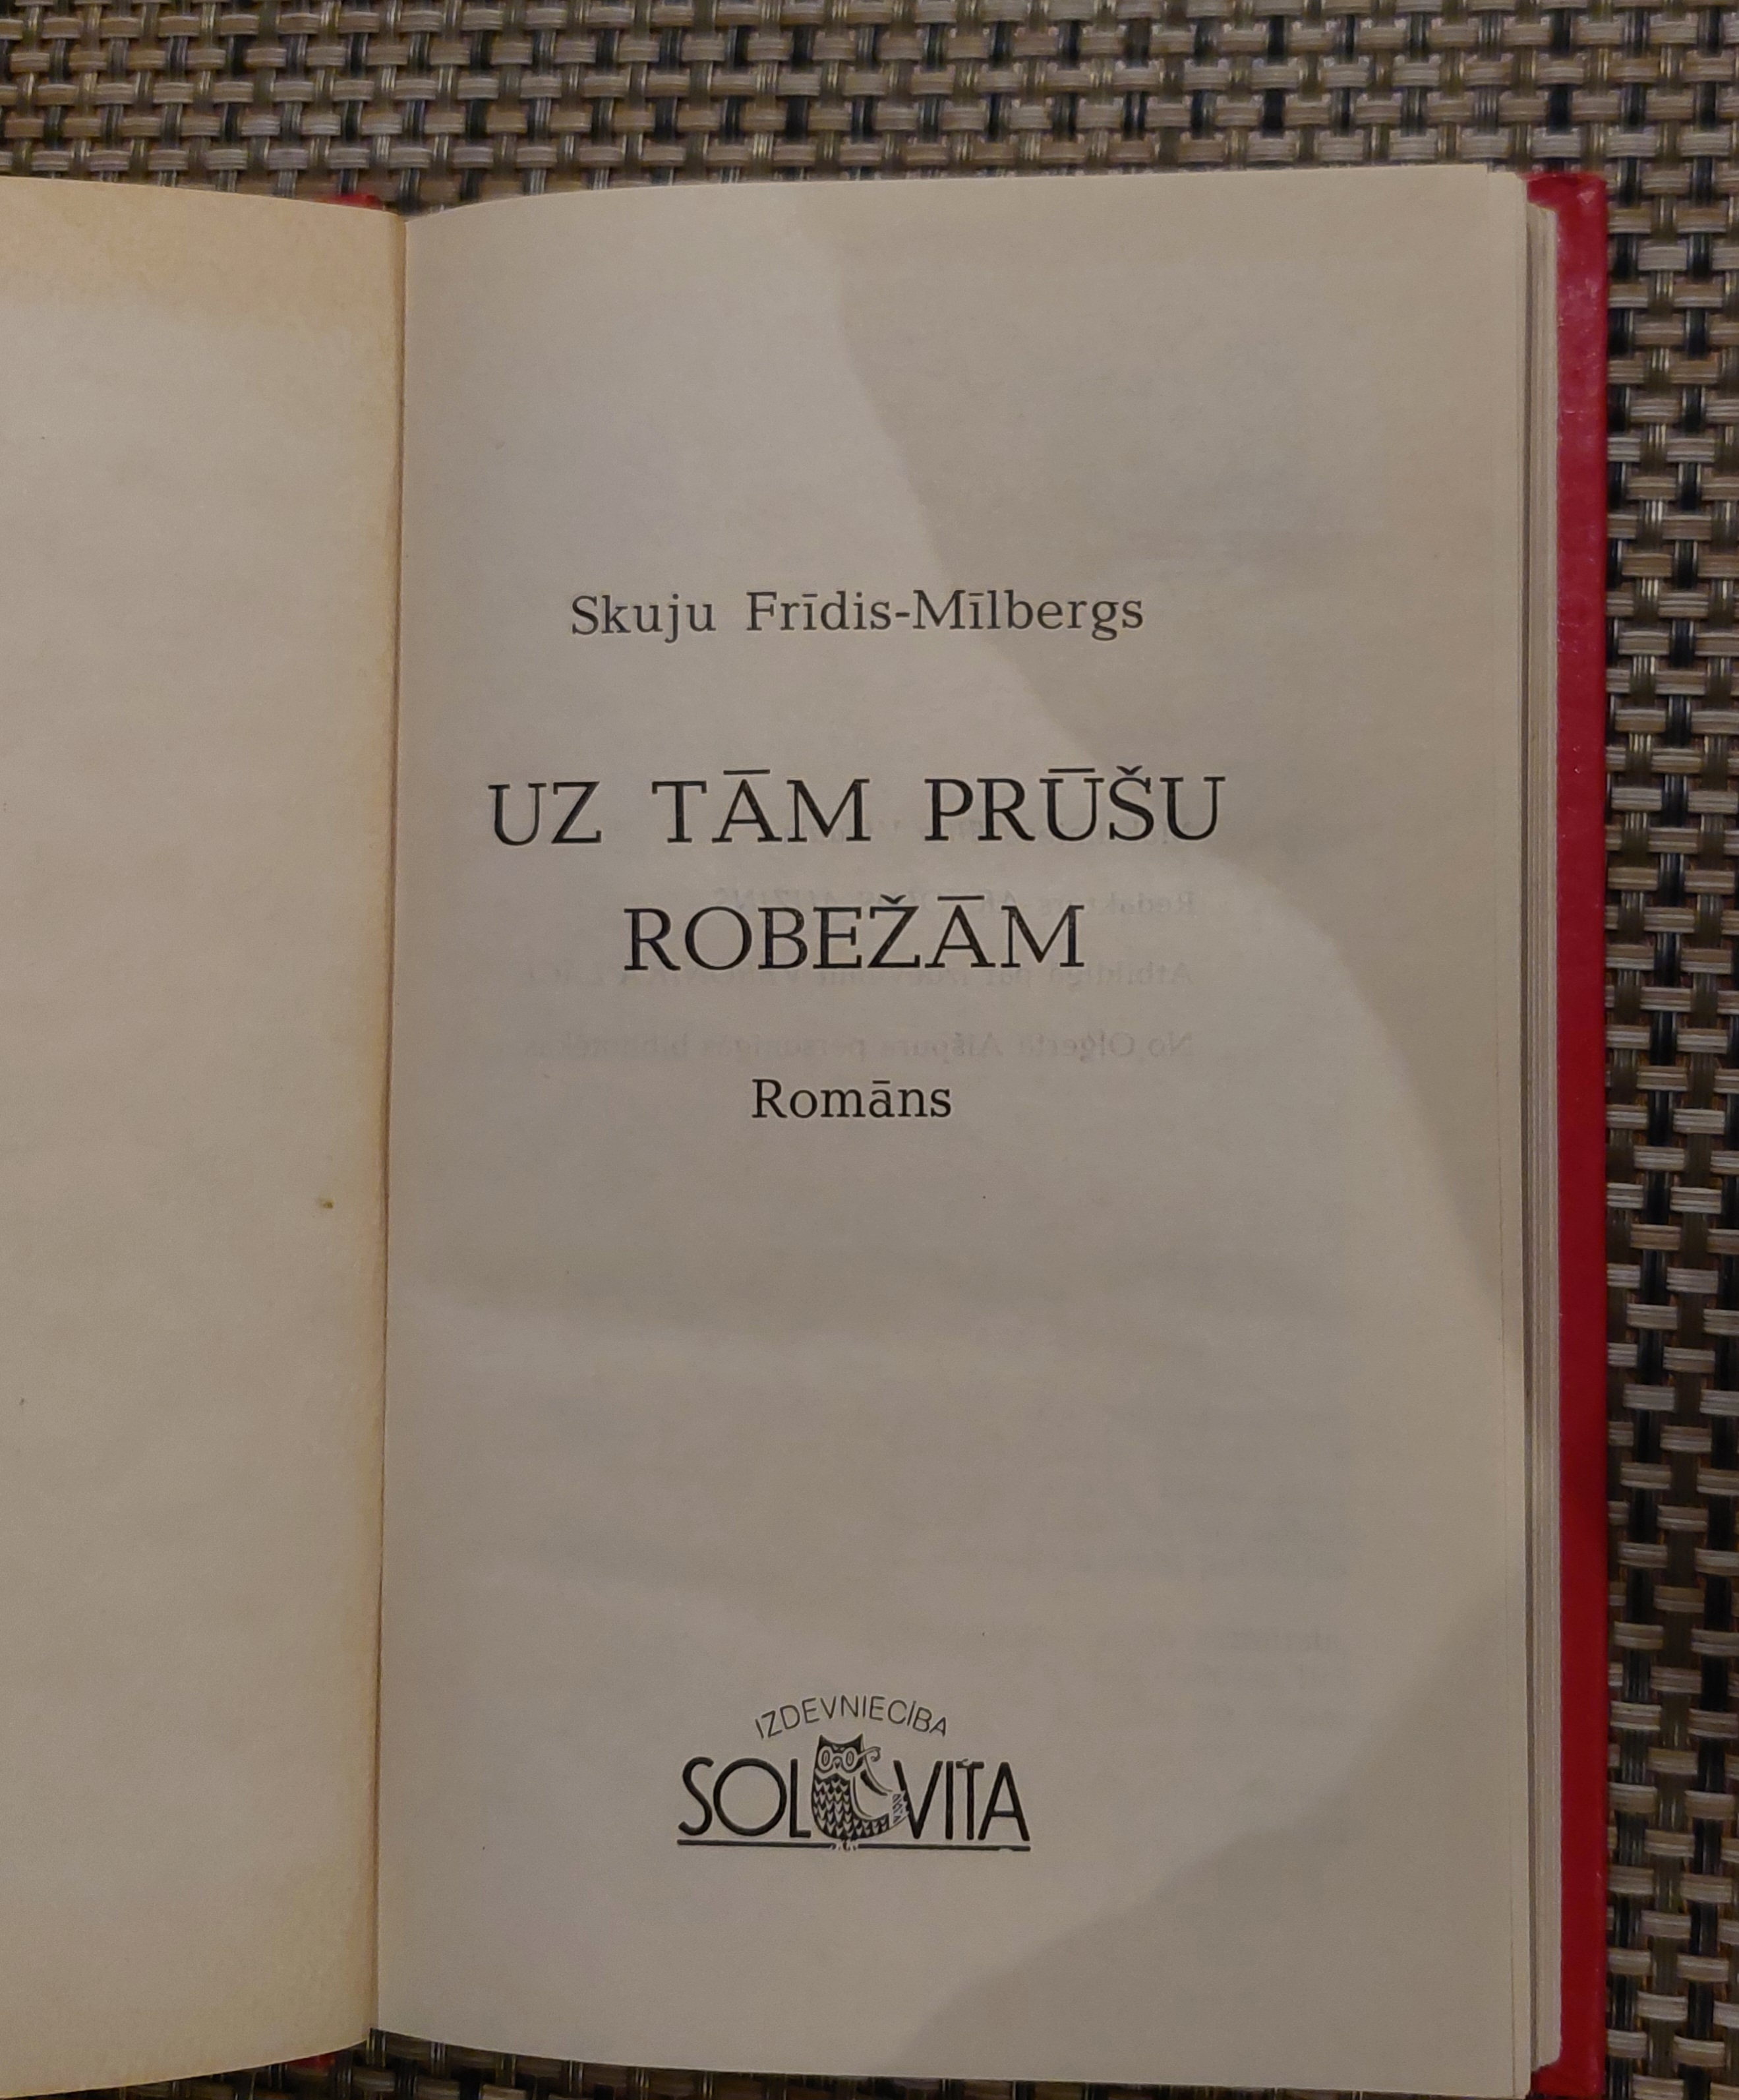 Skuju Frīdis-Mīlbergs
UZ TĀM PRŪŠU
ROBEŽĀM
Romāns
IZDEVNIECĪBA
SOL VITA